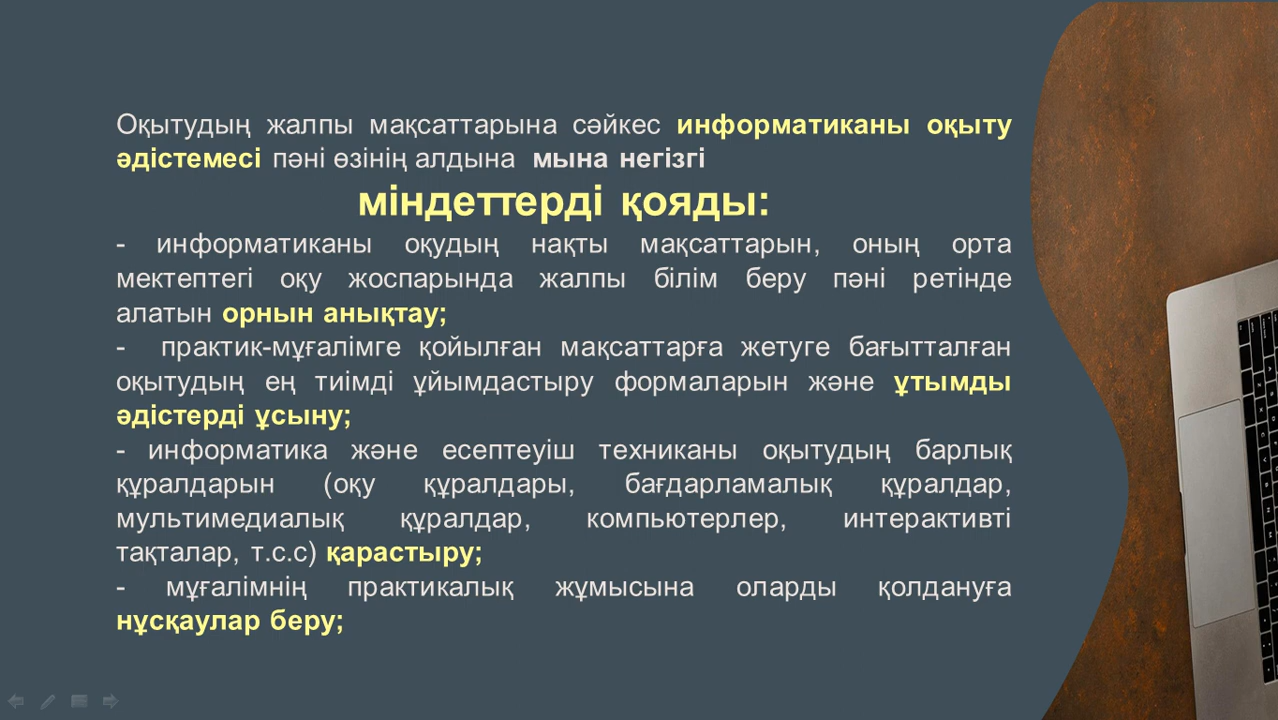 Оқытудың жалпы мақсаттарына сәйкес информатиканы оқыту
әдістемесі пәні өзінің алдына мына негізгі
міндеттерді қояды:
- информатиканы оқудың нақты мақсаттарын, оның орта
мектептегі оқу жоспарында жалпы білім беру пәні ретінде
алатын орнын анықтау;
- практик-мұғалімге қойылған мақсаттарға жетуге бағытталған
оқытудың ең тиімді ұйымдастыру формаларын және ұтымды
әдістерді ұсыну;
- информатика және есептеуіш техниканы оқытудың барлық
құралдарын (оқу құралдары, бағдарламалық құралдар,
мультимедиалық құралдар, компьютерлер, интерактивті
тақталар, т.с.с) қарастыру;
- мұғалімнің практикалық жұмысына оларды қолдануға
нұсқаулар беру;